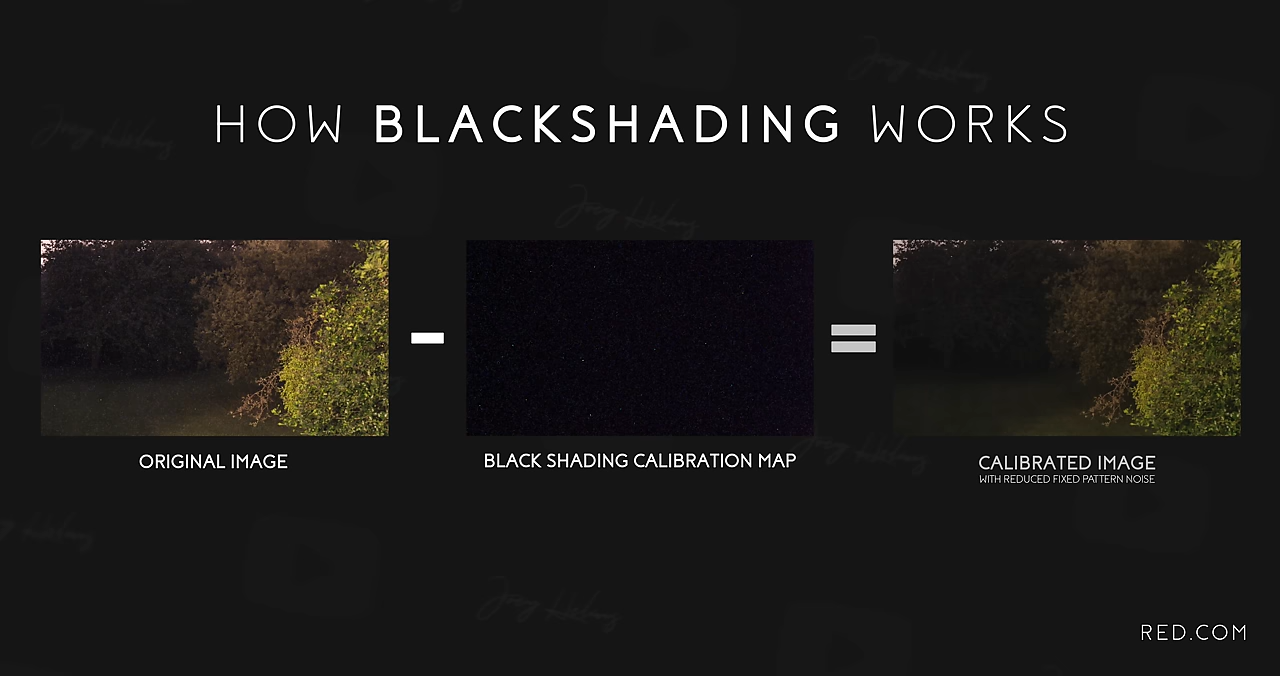 HOW BLACKSHADING WORKS
ORIGINAL IMAGE
BLACK SHADING CALIBRATION MAP
CALIBRATED IMAGE
WITH REDUCED FIXED PATTERN NOISE
RED.COM